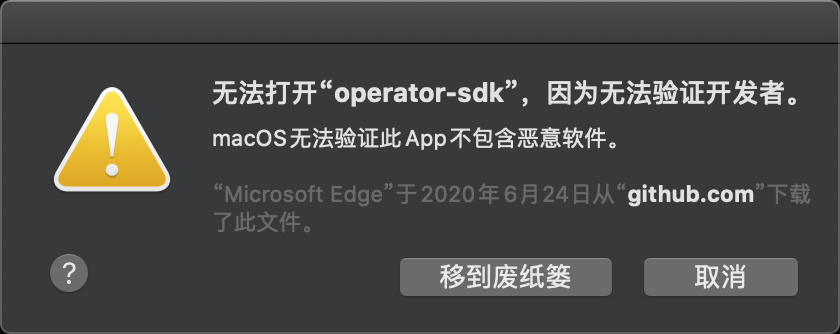 无法打开“operator-sdk”，因为无法验证开发者。
macOS无法验证此App不包含恶意软件。
“Microsoft Edge”于2020年6月24日从“github.com”下载
了此文件。
?
移到废纸篓
取消